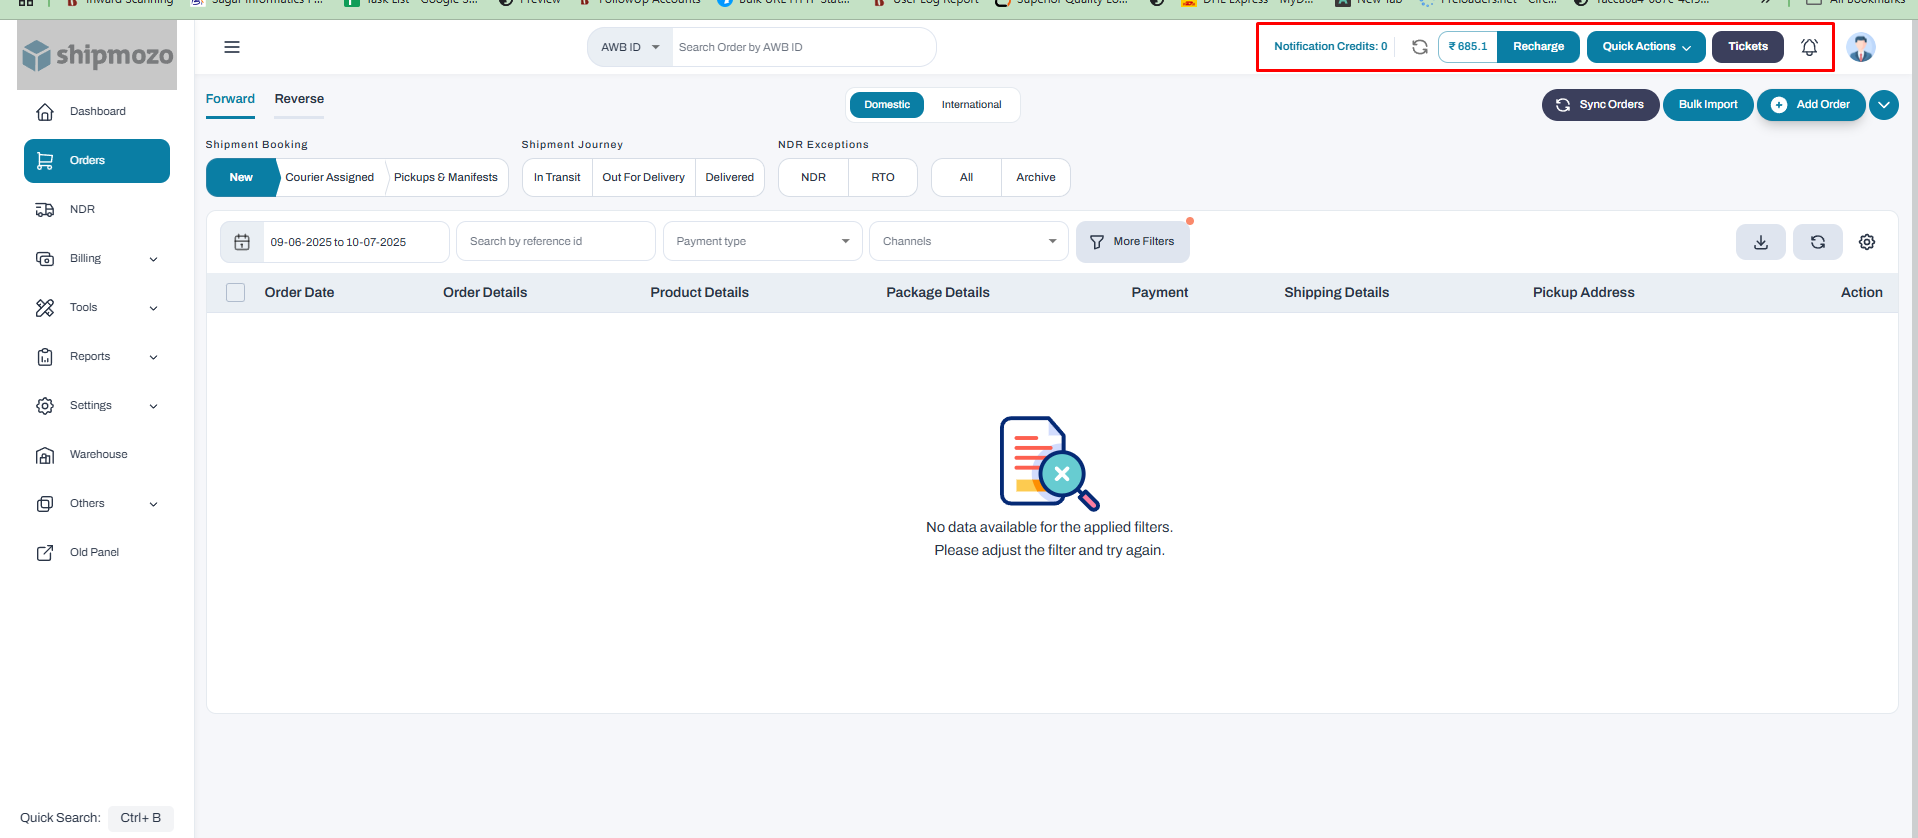 shipmozo
AWB ID
Search Order by AWB ID
Notification Credits: 0
₹ 685.1
Recharge
Quick Actions
Tickets
Dashboard
Orders
NDR
Billing
Tools
Reports
Settings
Warehouse
Others
Old Panel
Quick Search: Ctrl+ B
Forward Reverse
Domestic International
Sync Orders
Bulk Import
Add Order
Shipment Booking
New Courier Assigned Pickups & Manifests
Shipment Journey
In Transit Out For Delivery Delivered
NDR Exceptions
NDR RTO
All Archive
09-06-2025 to 10-07-2025
Search by reference id
Payment type
Channels
More Filters
Order Date Order Details Product Details Package Details Payment Shipping Details Pickup Address Action
No data available for the applied filters.
Please adjust the filter and try again.